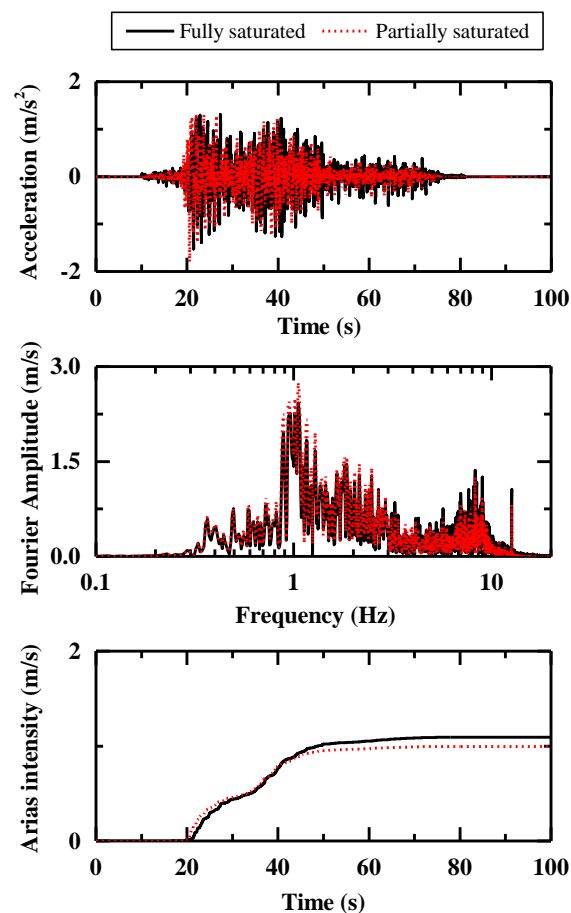 Fully saturated Partially saturated
Acceleration (m/s²)
2
0
-2
0 20 40 60 80 100
Time (s)
Fourier Amplitude (m/s)
3.0
1.5
0.0
0.1 1 10
Frequency (Hz)
Arias intensity (m/s)
2
0
0 20 40 60 80 100
Time (s)